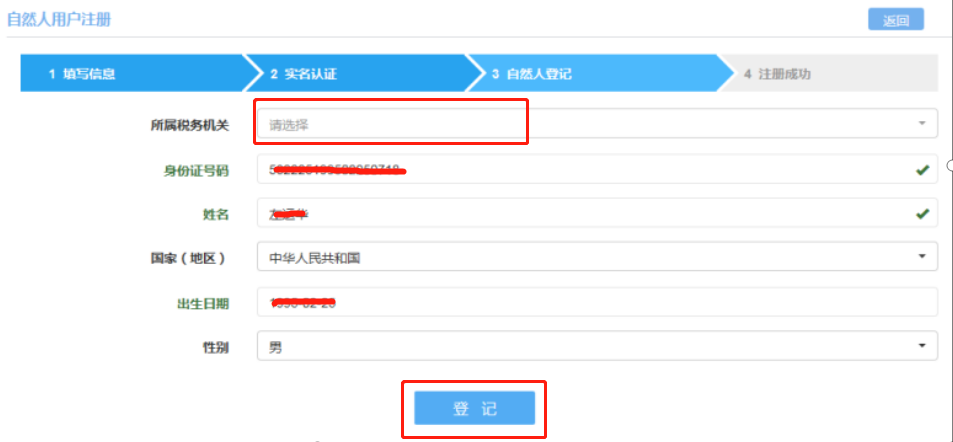 自然人用户注册
返回
1 填写信息
2 实名认证
3 自然人登记
4 注册成功
所属税务机关
请选择
身份证号码
姓名
国家（地区）
中华人民共和国
出生日期
性别
男
登 记